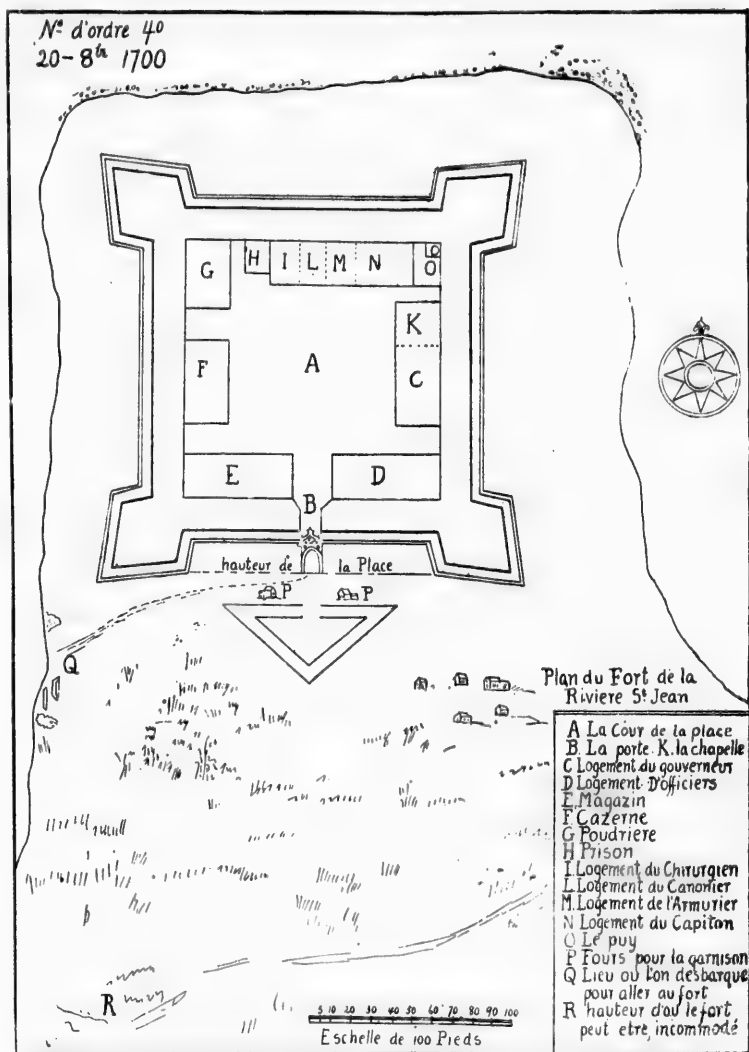 Nº d'ordre 40
20-8bre 1700
G
H I L M N O
K
F
A
C
E
D
B
hauteur de la Place
P P
Q
Plan du Fort de la
Riviere St Jean
A La Cour de la place
B. La porte. K. la chapelle
C Logement du gouverneur
D Logement D'officiers
E. Magazin
F Cazerne
G Poudriere
H Prison
I. Logement du Chirurgien
L. Logement du Canonier
M. Logement de l'Armurier
N Logement du Capitan
O Le puy
P Fours pour la garnison
Q Lieu ou l'on desbarque
pour aller au fort
R hauteur d'ou le fort
peut etre incommodé
R
5 10 20 30 40 50 60 70 80 90 100
Eschelle de 100 Pieds